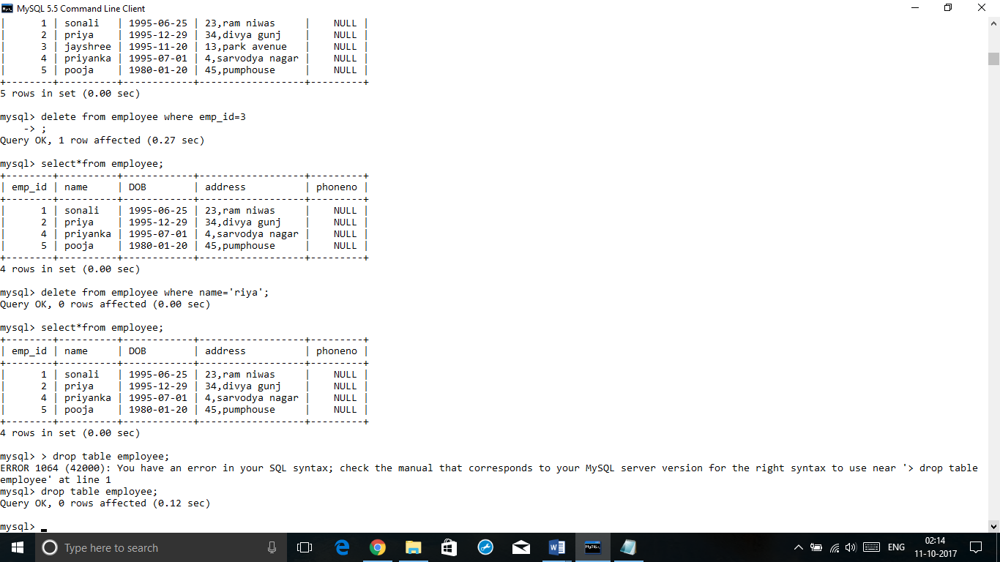 MySQL 5.5 Command Line Client
|      1 | sonali   | 1995-06-25 | 23,ram niwas     |    NULL |
|      2 | priya    | 1995-12-29 | 34,divya gunj    |    NULL |
|      3 | jayshree | 1995-11-20 | 13,park avenue   |    NULL |
|      4 | priyanka | 1995-07-01 | 4,sarvodya nagar |    NULL |
|      5 | pooja    | 1980-01-20 | 45,pumphouse     |    NULL |
+--------+----------+------------+------------------+---------+
5 rows in set (0.00 sec)
mysql> delete from employee where emp_id=3
    -> ;
Query OK, 1 row affected (0.27 sec)
mysql> select*from employee;
+--------+----------+------------+------------------+---------+
| emp_id | name     | DOB        | address          | phoneno |
+--------+----------+------------+------------------+---------+
|      1 | sonali   | 1995-06-25 | 23,ram niwas     |    NULL |
|      2 | priya    | 1995-12-29 | 34,divya gunj    |    NULL |
|      4 | priyanka | 1995-07-01 | 4,sarvodya nagar |    NULL |
|      5 | pooja    | 1980-01-20 | 45,pumphouse     |    NULL |
+--------+----------+------------+------------------+---------+
4 rows in set (0.00 sec)
mysql> delete from employee where name='riya';
Query OK, 0 rows affected (0.00 sec)
mysql> select*from employee;
+--------+----------+------------+------------------+---------+
| emp_id | name     | DOB        | address          | phoneno |
+--------+----------+------------+------------------+---------+
|      1 | sonali   | 1995-06-25 | 23,ram niwas     |    NULL |
|      2 | priya    | 1995-12-29 | 34,divya gunj    |    NULL |
|      4 | priyanka | 1995-07-01 | 4,sarvodya nagar |    NULL |
|      5 | pooja    | 1980-01-20 | 45,pumphouse     |    NULL |
+--------+----------+------------+------------------+---------+
4 rows in set (0.00 sec)
mysql> > drop table employee;
ERROR 1064 (42000): You have an error in your SQL syntax; check the manual that corresponds to your MySQL server version for the right syntax to use near '> drop table
employee' at line 1
mysql> drop table employee;
Query OK, 0 rows affected (0.12 sec)
mysql>
Type here to search
ENG
02:14
11-10-2017